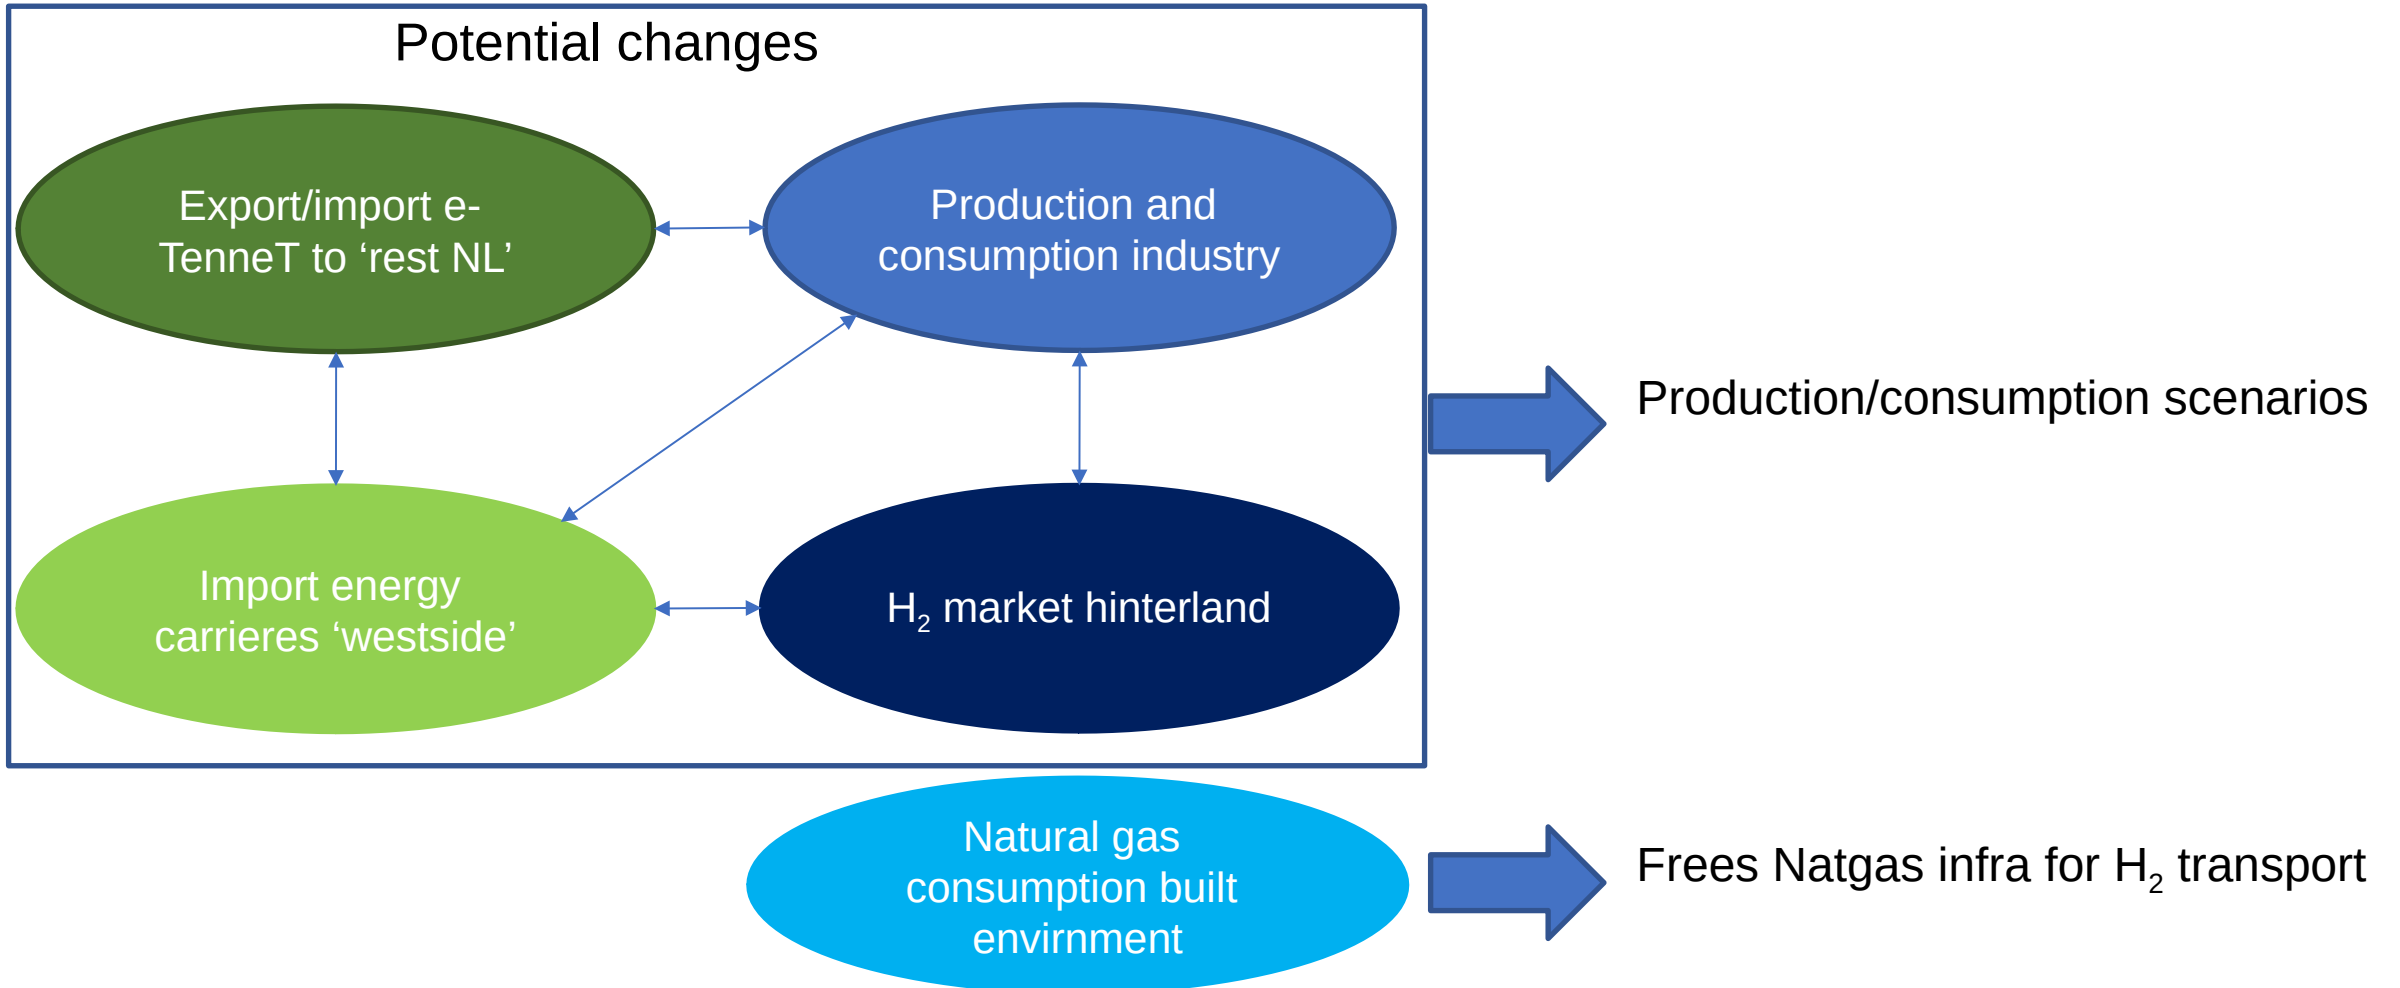 Potential changes
Export/import e-
TenneT to ‘rest NL’
Production and
consumption industry
Production/consumption scenarios
Import energy
carrieres ‘westside’
H₂ market hinterland
Natural gas
consumption built
envirnment
Frees Natgas infra for H₂ transport